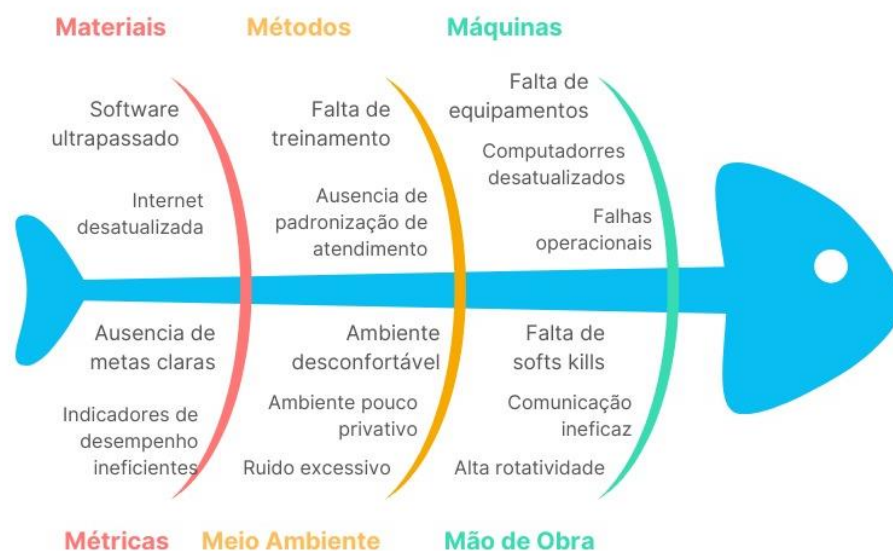 Materiais
Métodos
Máquinas
Software
ultrapassado
Internet
desatualizada
Falta de
treinamento
Ausencia de
padronização de
atendimento
Falta de
equipamentos
Computadorres
desatualizados
Falhas
operacionais
Ausencia de
metas claras
Indicadores de
desempenho
ineficientes
Ambiente
desconfortável
Ambiente pouco
privativo
Ruido excessivo
Falta de
softs kills
Comunicação
ineficaz
Alta rotatividade
Métricas
Meio Ambiente
Mão de Obra